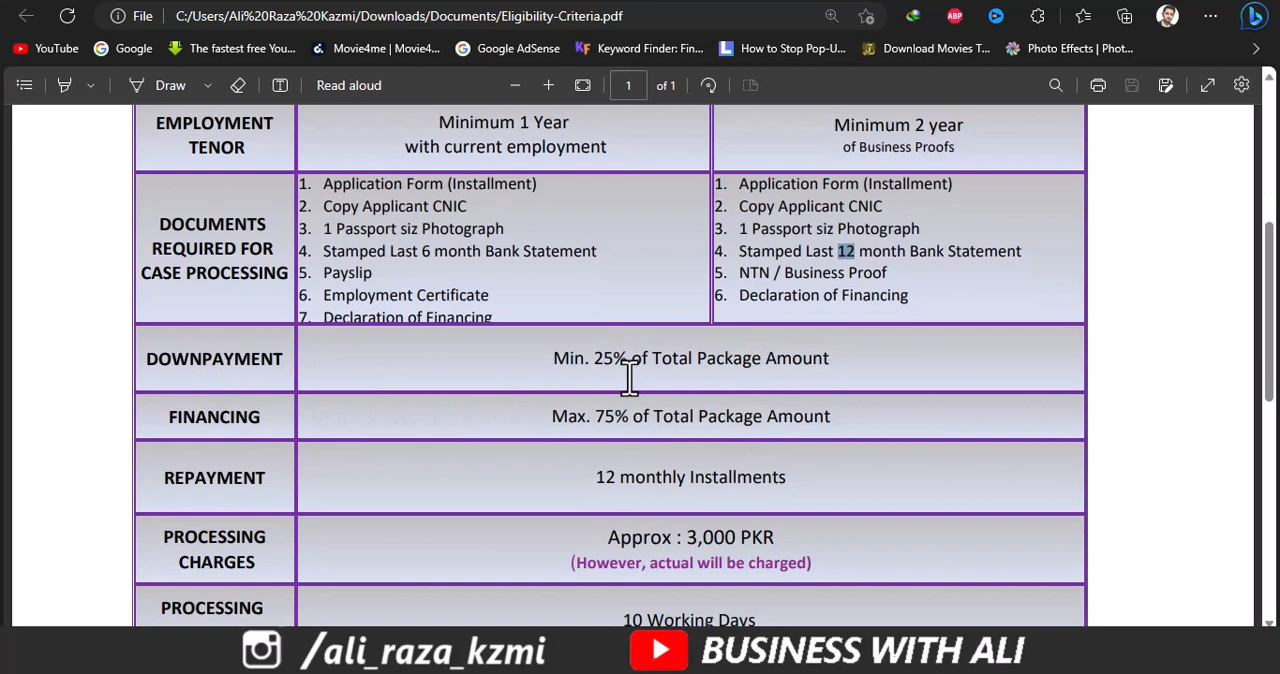 File
C:/Users/Ali%20Raza%20Kazmi/Downloads/Documents/Eligibility-Criteria.pdf
ABP
YouTube
Google
The fastest free You...
Movie4me | Movie4...
Google AdSense
Keyword Finder: Fin...
How to Stop Pop-U...
Download Movies T...
Photo Effects | Phot...
Draw
Read aloud
1
of 1
EMPLOYMENT
TENOR
Minimum 1 Year
with current employment
Minimum 2 year
of Business Proofs
DOCUMENTS
REQUIRED FOR
CASE PROCESSING
1. Application Form (Installment)
2. Copy Applicant CNIC
3. 1 Passport siz Photograph
4. Stamped Last 6 month Bank Statement
5. Payslip
6. Employment Certificate
7. Declaration of Financing
1. Application Form (Installment)
2. Copy Applicant CNIC
3. 1 Passport siz Photograph
4. Stamped Last 12 month Bank Statement
5. NTN / Business Proof
6. Declaration of Financing
DOWNPAYMENT
Min. 25% of Total Package Amount
FINANCING
Max. 75% of Total Package Amount
REPAYMENT
12 monthly Installments
PROCESSING
CHARGES
Approx : 3,000 PKR
(However, actual will be charged)
PROCESSING
10 Working Days
/ali_raza_kzmi
BUSINESS WITH ALI